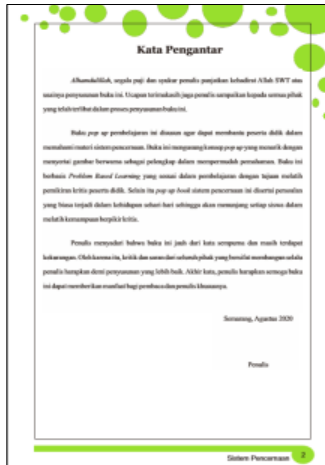 Kata Pengantar
Alhamdulillah, segala puji dan syukur penulis panjatkan kehadirat Allah SWT atas
usainya penyusunan buku ini. Ucapan terimakasih juga penulis sampaikan kepada semua pihak
yang telah terlibat dalam proses penyusunan buku ini.
Buku pop up pembelajaran ini disusun agar dapat membantu peserta didik dalam
memahami materi sistem pencernaan. Buku ini mengusung konsep pop up yang menarik dengan
menyertai gambar berwarna sebagai pelengkap dalam mempermudah pemahaman. Buku ini
berbasis Problem Based Learning yang sesuai dalam pembelajaran dengan tujuan melatih
pemikiran kritis peserta didik. Selain itu pop up book sistem pencernaan ini disertai persoalan
yang biasa terjadi dalam kehidupan sehari hari sehingga akan menunjang setiap siswa dalam
melatih kemampuan berpikir kritis.
Penulis menyadari bahwa buku ini jauh dari kata sempurna dan masih terdapat
kekurangan. Oleh karena itu, kritik dan saran dari seluruh pihak yang bersifat membangun selalu
penulis harapkan demi penyusunan yang lebih baik. Akhir kata, penulis harapkan semoga buku
ini dapat memberikan manfaat bagi pembaca dan penulis khususnya.
Semarang, Agustus 2020
Penulis
Sistem Pencernaan 2